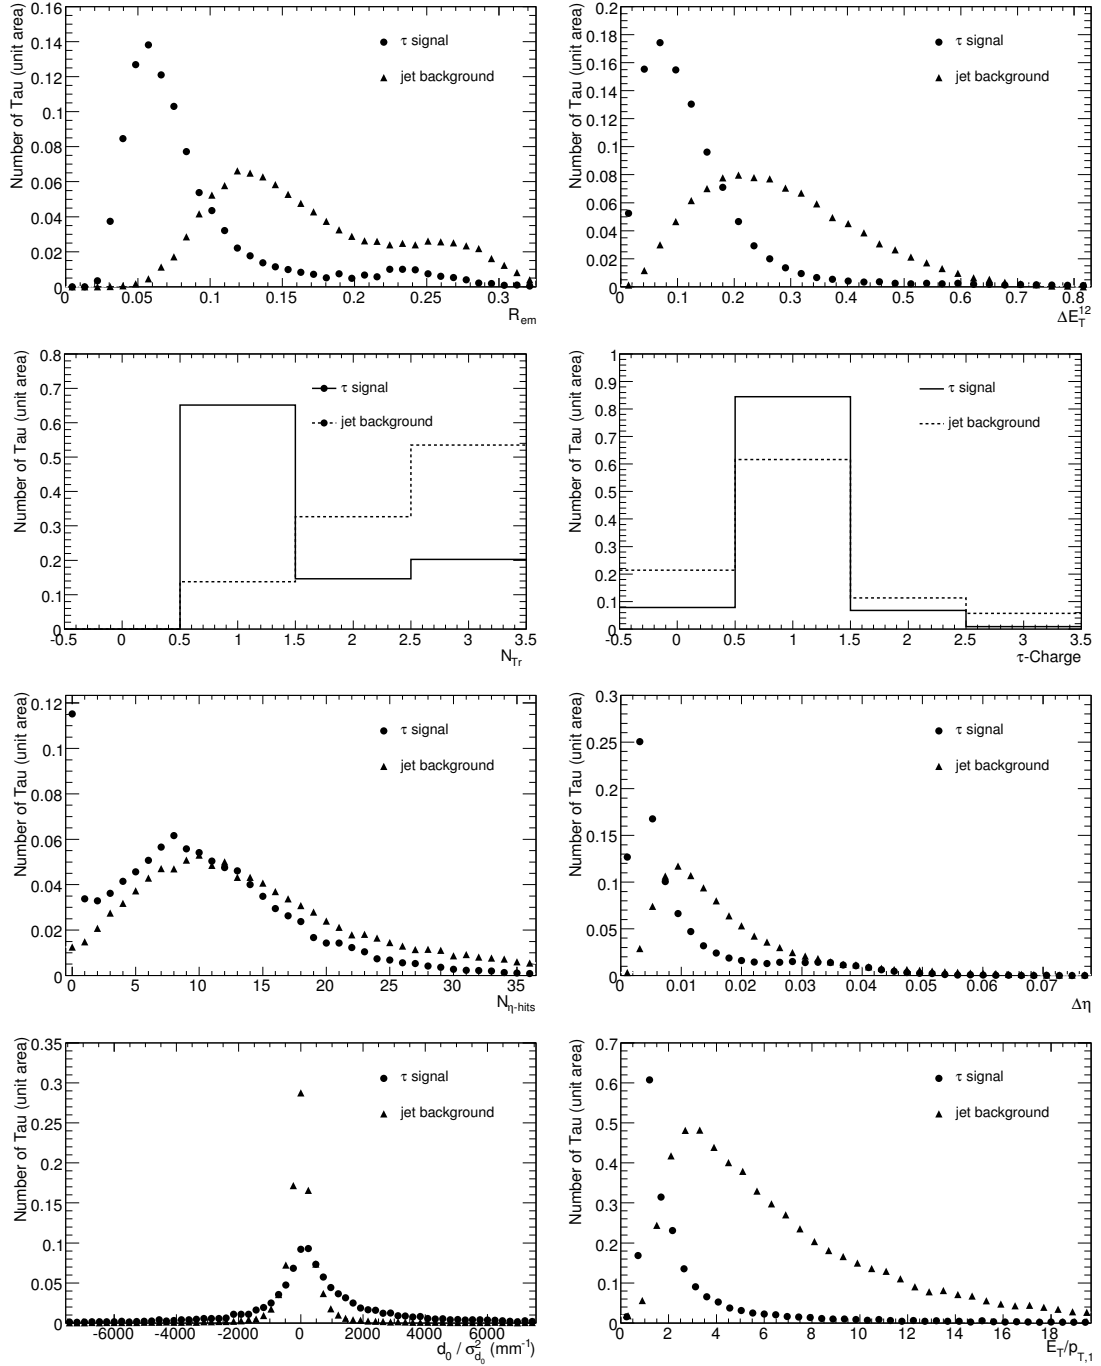 Number of Tau (unit area)
0.16
0.14
0.12
0.1
0.08
0.06
0.04
0.02
0
τ signal
jet background
0 0.05 0.1 0.15 0.2 0.25 0.3
R_em
Number of Tau (unit area)
0.2
0.18
0.16
0.14
0.12
0.1
0.08
0.06
0.04
0.02
0
τ signal
jet background
0 0.1 0.2 0.3 0.4 0.5 0.6 0.7 0.8
ΔE_T^12
Number of Tau (unit area)
0.8
0.7
0.6
0.5
0.4
0.3
0.2
0.1
0
τ signal
jet background
-0.5 0 0.5 1 1.5 2 2.5 3 3.5
N_Tr
Number of Tau (unit area)
1
0.9
0.8
0.7
0.6
0.5
0.4
0.3
0.2
0.1
0
τ signal
jet background
-0.5 0 0.5 1 1.5 2 2.5 3 3.5
τ-Charge
Number of Tau (unit area)
0.12
0.1
0.08
0.06
0.04
0.02
0
τ signal
jet background
0 5 10 15 20 25 30 35
N_η-hits
Number of Tau (unit area)
0.3
0.25
0.2
0.15
0.1
0.05
0
τ signal
jet background
0 0.01 0.02 0.03 0.04 0.05 0.06 0.07
Δη
Number of Tau (unit area)
0.35
0.3
0.25
0.2
0.15
0.1
0.05
0
τ signal
jet background
-6000 -4000 -2000 0 2000 4000 6000
d_0 / σ²_d_0 (mm⁻¹)
Number of Tau (unit area)
0.7
0.6
0.5
0.4
0.3
0.2
0.1
0
τ signal
jet background
0 2 4 6 8 10 12 14 16 18
E_T/p_T,1